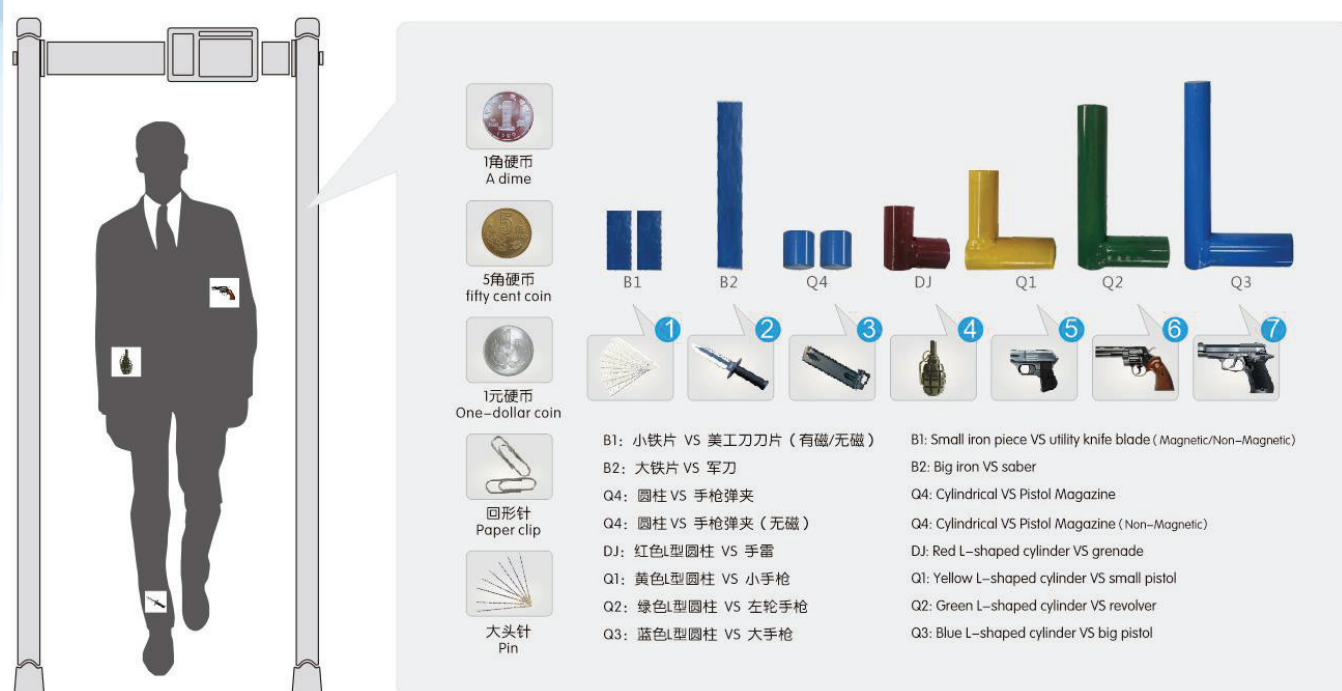 1角硬币
A dime
5角硬币
fifty cent coin
1元硬币
One-dollar coin
回形针
Paper clip
大头针
Pin
B1
B2
Q4
DJ
Q1
Q2
Q3
1
2
3
4
5
6
7
B1: 小铁片 VS 美工刀刀片（有磁/无磁）
B2: 大铁片 VS 军刀
Q4: 圆柱 VS 手枪弹夹
Q4: 圆柱 VS 手枪弹夹（无磁）
DJ: 红色L型圆柱 VS 手雷
Q1: 黄色L型圆柱 VS 小手枪
Q2: 绿色L型圆柱 VS 左轮手枪
Q3: 蓝色L型圆柱 VS 大手枪
B1: Small iron piece VS utility knife blade (Magnetic/Non-Magnetic)
B2: Big iron VS saber
Q4: Cylindrical VS Pistol Magazine
Q4: Cylindrical VS Pistol Magazine (Non-Magnetic)
DJ: Red L-shaped cylinder VS grenade
Q1: Yellow L-shaped cylinder VS small pistol
Q2: Green L-shaped cylinder VS revolver
Q3: Blue L-shaped cylinder VS big pistol